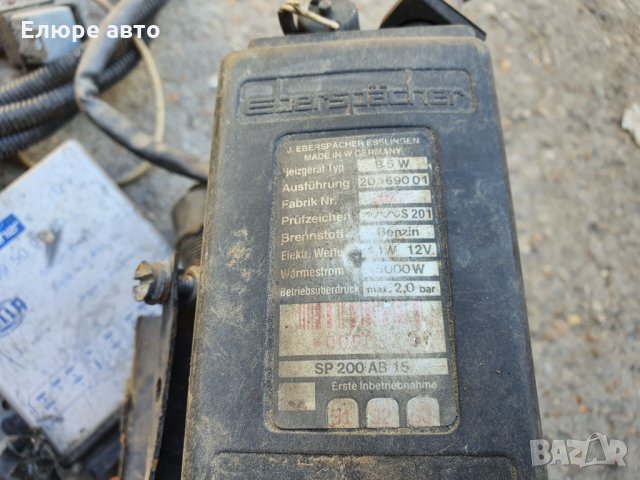 Елюре авто
Eberspächer
J. EBERSPÄCHER ESSLINGEN
MADE IN W. GERMANY
Heizgerät Typ
Ausführung
Fabrik Nr.
Prüfzeichen S 201
Brennstoff Benzin
Elektr. Werte 12V
Wärmestrom
Betriebsüberdruck max. 2,0 bar
SP 200 AB 15
Erste Inbetriebnahme
BAZAR